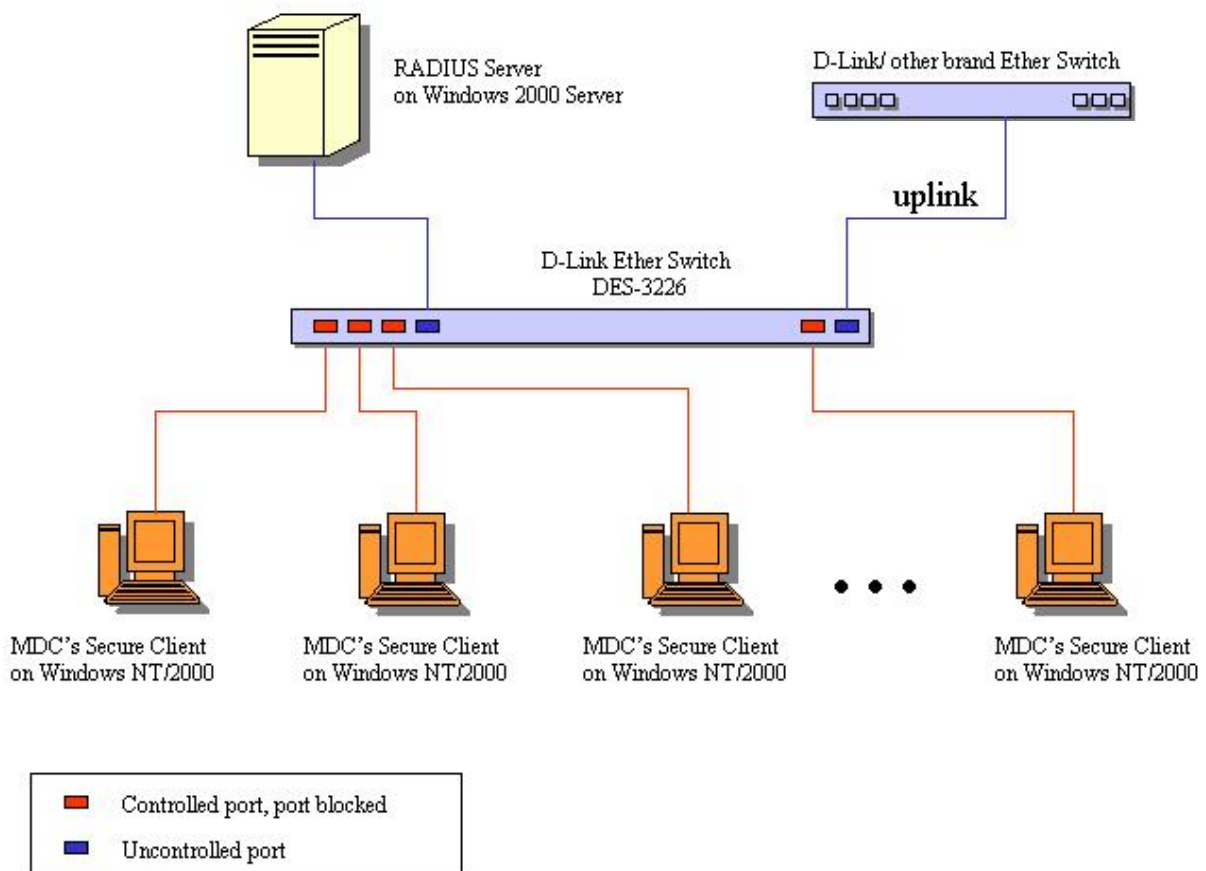 RADIUS Server
on Windows 2000 Server
D-Link/ other brand Ether Switch
uplink
D-Link Ether Switch
DES-3226
MDC's Secure Client
on Windows NT/2000
MDC's Secure Client
on Windows NT/2000
MDC's Secure Client
on Windows NT/2000
MDC's Secure Client
on Windows NT/2000
Controlled port, port blocked
Uncontrolled port